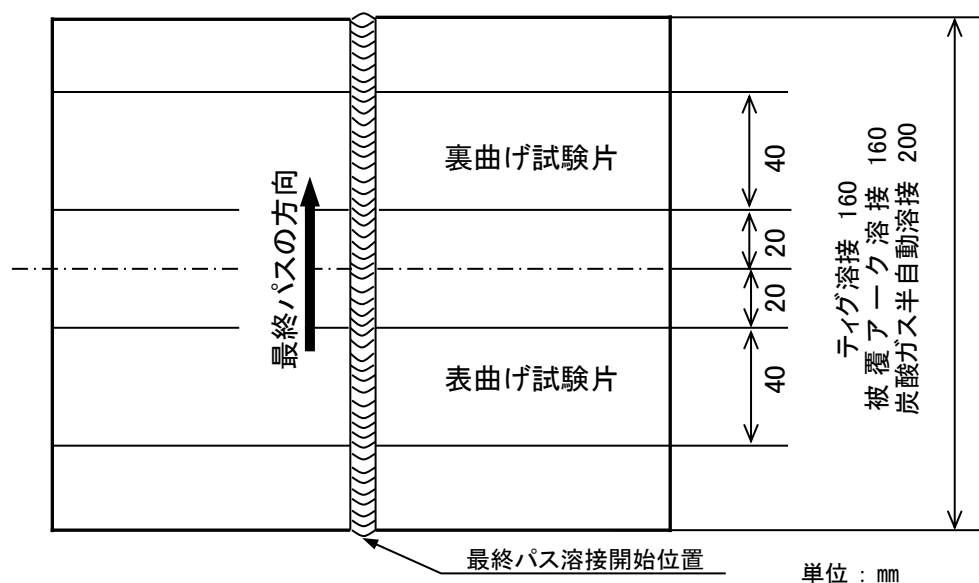 裏曲げ試験片
最終パスの方向
表曲げ試験片
40
20
20
40
ティグ溶接 160
被覆アーク溶接 160
炭酸ガス半自動溶接 200
最終パス溶接開始位置
単位：㎜